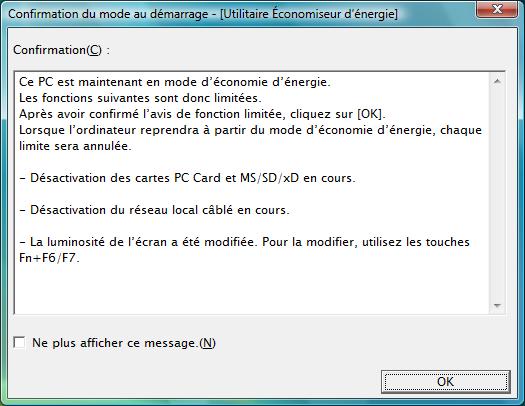 Confirmation du mode au démarrage - [Utilitaire Économiseur d'énergie]
Confirmation(C) :
Ce PC est maintenant en mode d'économie d'énergie.
Les fonctions suivantes sont donc limitées.
Après avoir confirmé l'avis de fonction limitée, cliquez sur [OK].
Lorsque l'ordinateur reprendra à partir du mode d'économie d'énergie, chaque
limite sera annulée.
- Désactivation des cartes PC Card et MS/SD/xD en cours.
- Désactivation du réseau local câblé en cours.
- La luminosité de l'écran a été modifiée. Pour la modifier, utilisez les touches
Fn+F6/F7.
Ne plus afficher ce message.(N)
OK